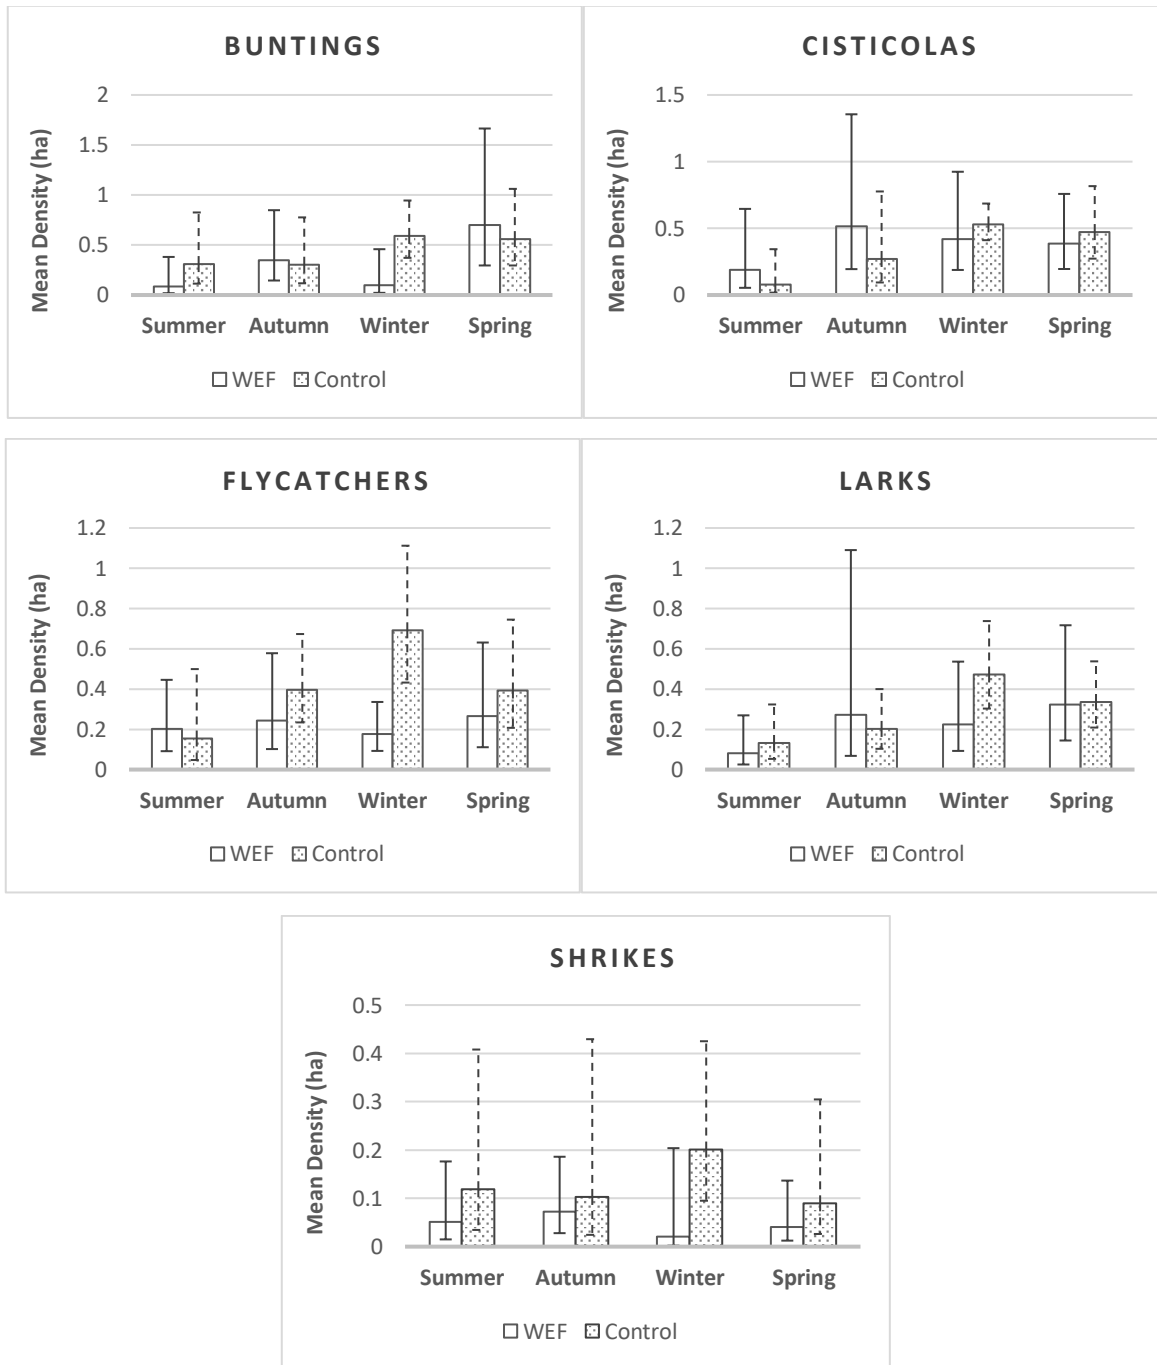 BUNTINGS
Mean Density (ha)
2
1.5
1
0.5
0
Summer Autumn Winter Spring
WEF Control
CISTICOLAS
Mean Density (ha)
1.5
1
0.5
0
Summer Autumn Winter Spring
WEF Control
FLYCATCHERS
Mean Density (ha)
1.2
1
0.8
0.6
0.4
0.2
0
Summer Autumn Winter Spring
WEF Control
LARKS
Mean Density (ha)
1.2
1
0.8
0.6
0.4
0.2
0
Summer Autumn Winter Spring
WEF Control
SHRIKES
Mean Density (ha)
0.5
0.4
0.3
0.2
0.1
0
Summer Autumn Winter Spring
WEF Control